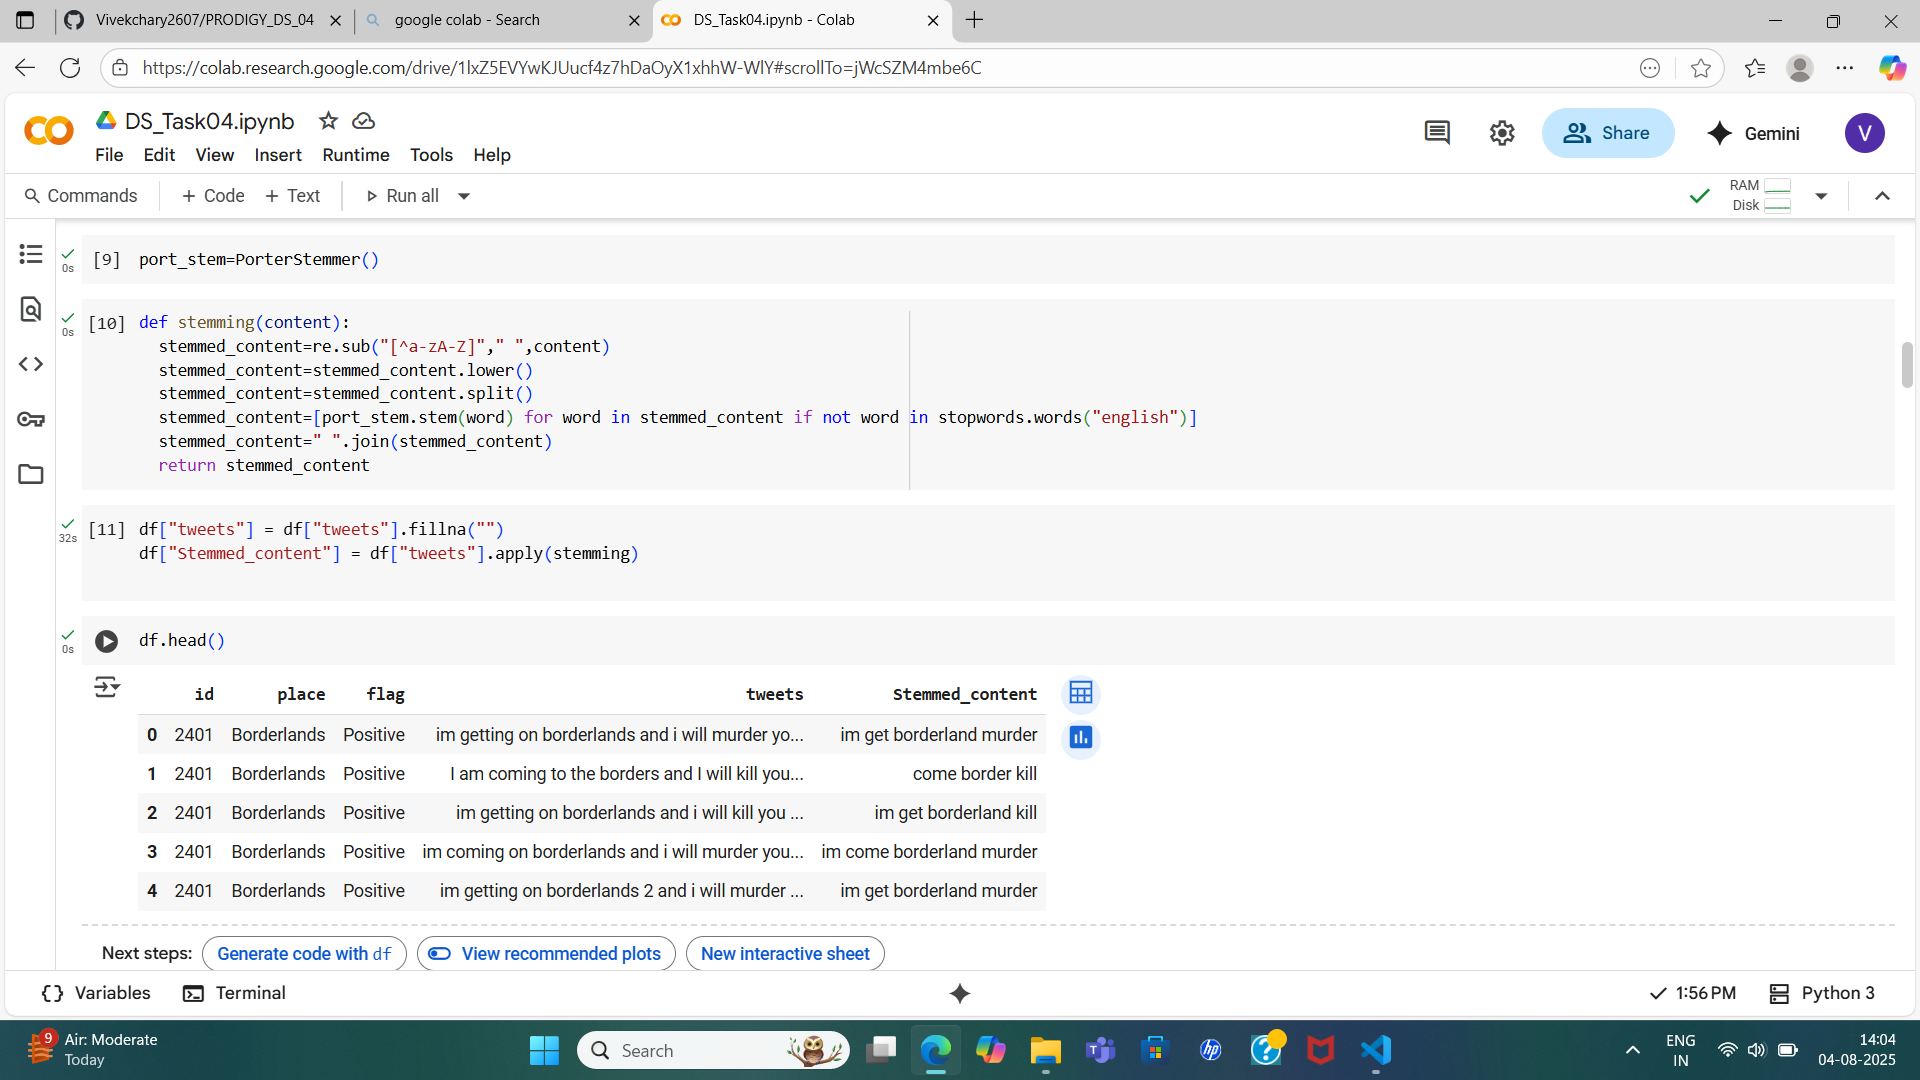 Vivekchary2607/PRODIGY_DS_04
google colab - Search
DS_Task04.ipynb - Colab
https://colab.research.google.com/drive/1lxZ5EVYwKJUucf4z7hDaOyX1xhhW-WlY#scrollTo=jWcSZM4mbe6C
DS_Task04.ipynb
File Edit View Insert Runtime Tools Help
Share
Gemini
V
Commands + Code + Text Run all
RAM
Disk
0s
[9] port_stem=PorterStemmer()
0s
[10] def stemming(content):
stemmed_content=re.sub("[^a-zA-Z]"," ",content)
stemmed_content=stemmed_content.lower()
stemmed_content=stemmed_content.split()
stemmed_content=[port_stem.stem(word) for word in stemmed_content if not word in stopwords.words("english")]
stemmed_content=" ".join(stemmed_content)
return stemmed_content
32s
[11] df["tweets"] = df["tweets"].fillna("")
df["Stemmed_content"] = df["tweets"].apply(stemming)
0s
df.head()
id place flag tweets Stemmed_content
0 2401 Borderlands Positive im getting on borderlands and i will murder yo... im get borderland murder
1 2401 Borderlands Positive I am coming to the borders and I will kill you... come border kill
2 2401 Borderlands Positive im getting on borderlands and i will kill you ... im get borderland kill
3 2401 Borderlands Positive im coming on borderlands and i will murder you... im come borderland murder
4 2401 Borderlands Positive im getting on borderlands 2 and i will murder ... im get borderland murder
Next steps: Generate code with df View recommended plots New interactive sheet
{} Variables Terminal
1:56 PM Python 3
9
Air: Moderate
Today
Search
hp
ENG
IN
14:04
04-08-2025